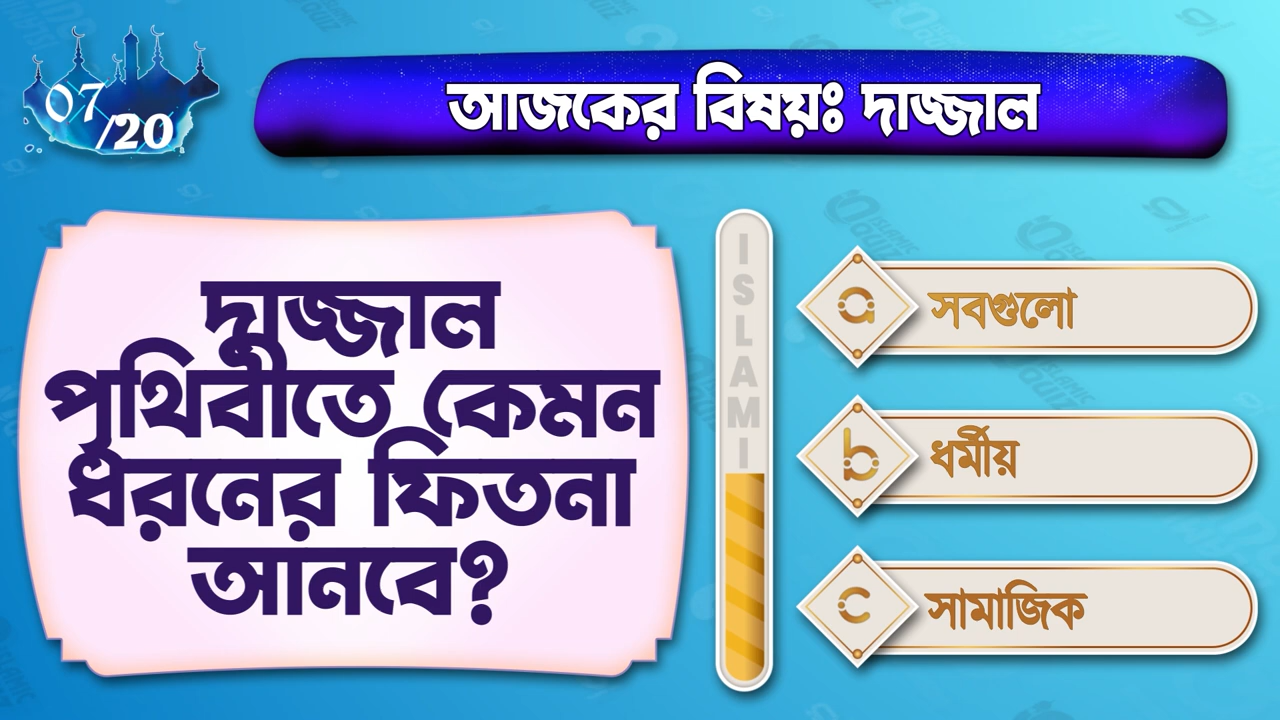 07
/20
আজকের বিষয়ঃ দাজ্জাল
দাজ্জাল
পৃথিবীতে কেমন
ধরনের ফিতনা
আনবে?
ISLAMI
a সবগুলো
b ধর্মীয়
c সামাজিক